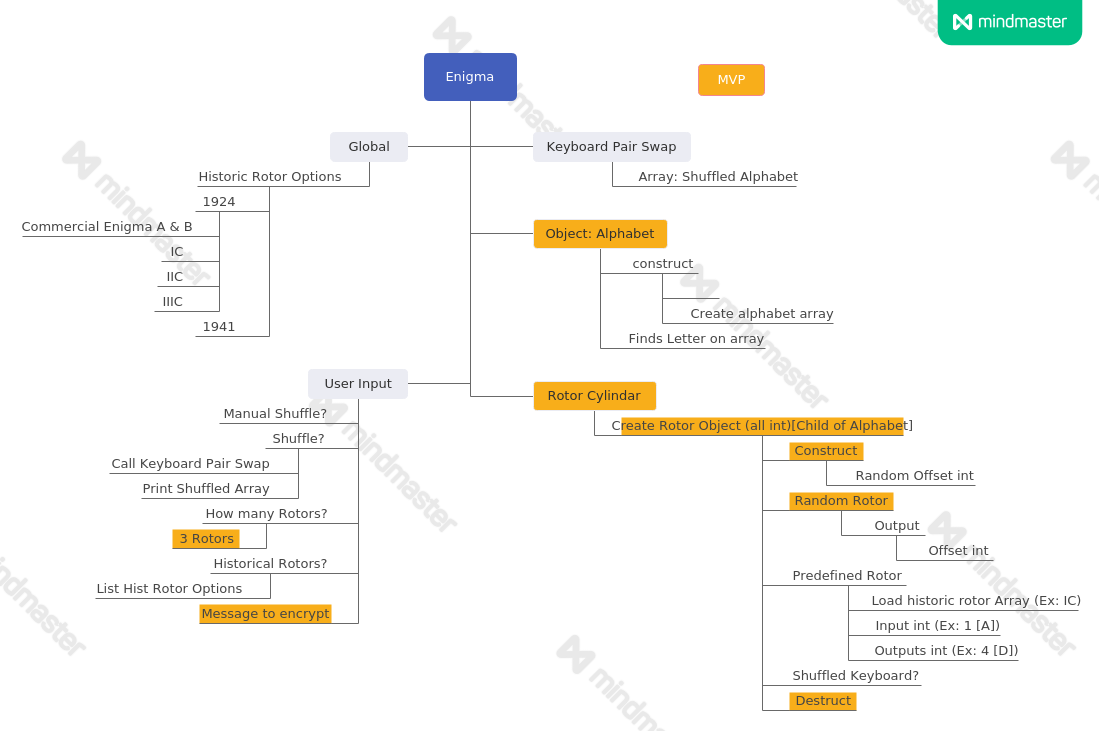 mindmaster
Enigma
MVP
Global
Historic Rotor Options
1924
Commercial Enigma A & B
IC
IIC
IIIC
1941
User Input
Manual Shuffle?
Shuffle?
Call Keyboard Pair Swap
Print Shuffled Array
How many Rotors?
3 Rotors
Historical Rotors?
List Hist Rotor Options
Message to encrypt
Keyboard Pair Swap
Array: Shuffled Alphabet
Object: Alphabet
construct
Create alphabet array
Finds Letter on array
Rotor Cylindar
Create Rotor Object (all int)[Child of Alphabet]
Construct
Random Offset int
Random Rotor
Output
Offset int
Predefined Rotor
Load historic rotor Array (Ex: IC)
Input int (Ex: 1 [A])
Outputs int (Ex: 4 [D])
Shuffled Keyboard?
Destruct
mindmaster
mindmaster
mindmaster
mindmaster
mindmaster
mindmaster
mindmaster
mindmaster